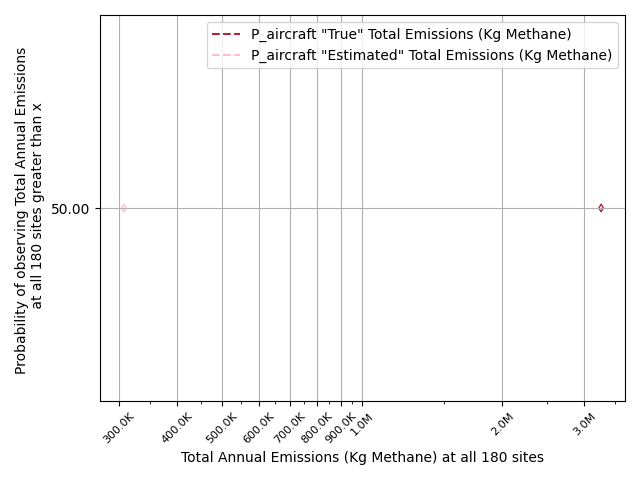 P_aircraft "True" Total Emissions (Kg Methane)
P_aircraft "Estimated" Total Emissions (Kg Methane)
Probability of observing Total Annual Emissions
at all 180 sites greater than x
50.00
300.0K
400.0K
500.0K
600.0K
700.0K
800.0K
900.0K
1.0M
2.0M
3.0M
Total Annual Emissions (Kg Methane) at all 180 sites